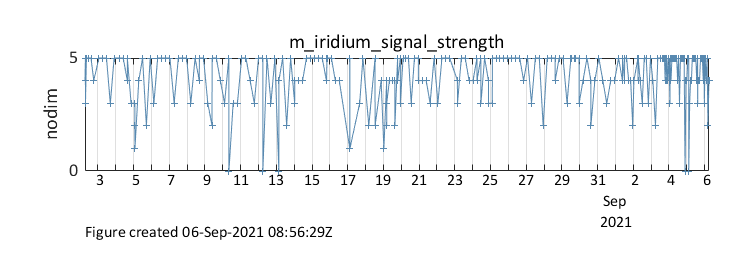 m_iridium_signal_strength
5
nodim
0
3 5 7 9 11 13 15 17 19 21 23 25 27 29 31 2 4 6
Sep
2021
Figure created 06-Sep-2021 08:56:29Z